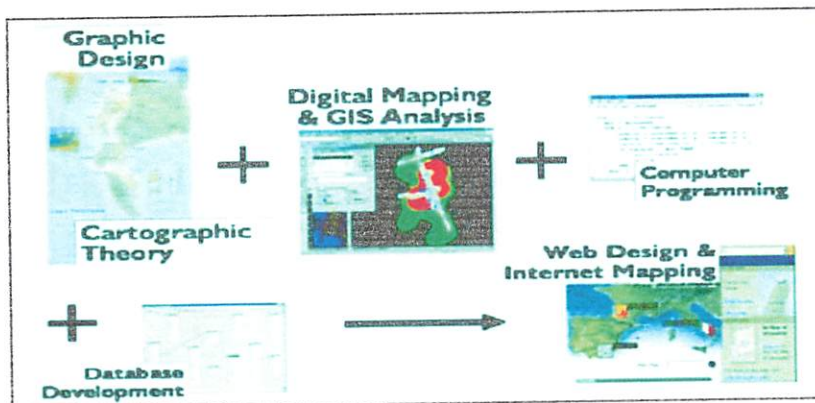 Graphic
Design
Cartographic
Theory
+
Digital Mapping
& GIS Analysis
+
Computer
Programming
+
Database
Development
Web Design &
Internet Mapping